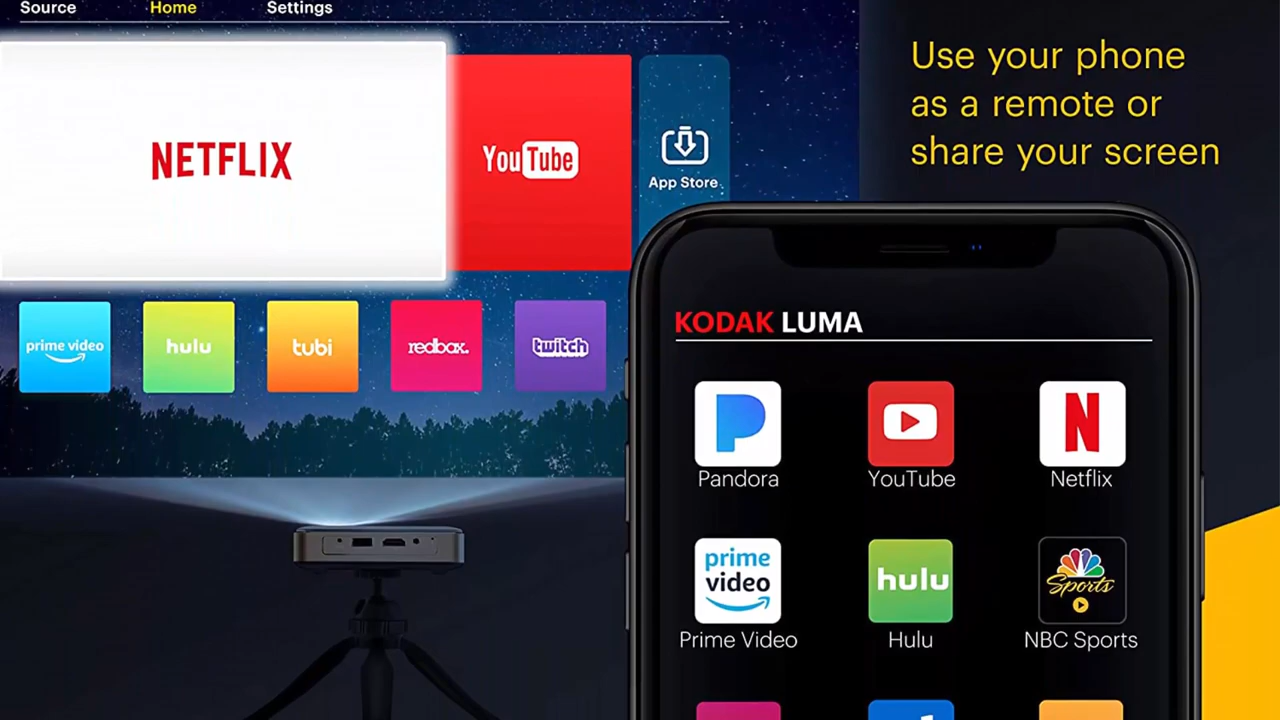 Source Home Settings
NETFLIX
YouTube
App Store
prime video
hulu
tubi
redbox.
twitch
Use your phone
as a remote or
share your screen
KODAK LUMA
Pandora
YouTube
Netflix
prime
video
Prime Video
hulu
Hulu
Sports
NBC Sports